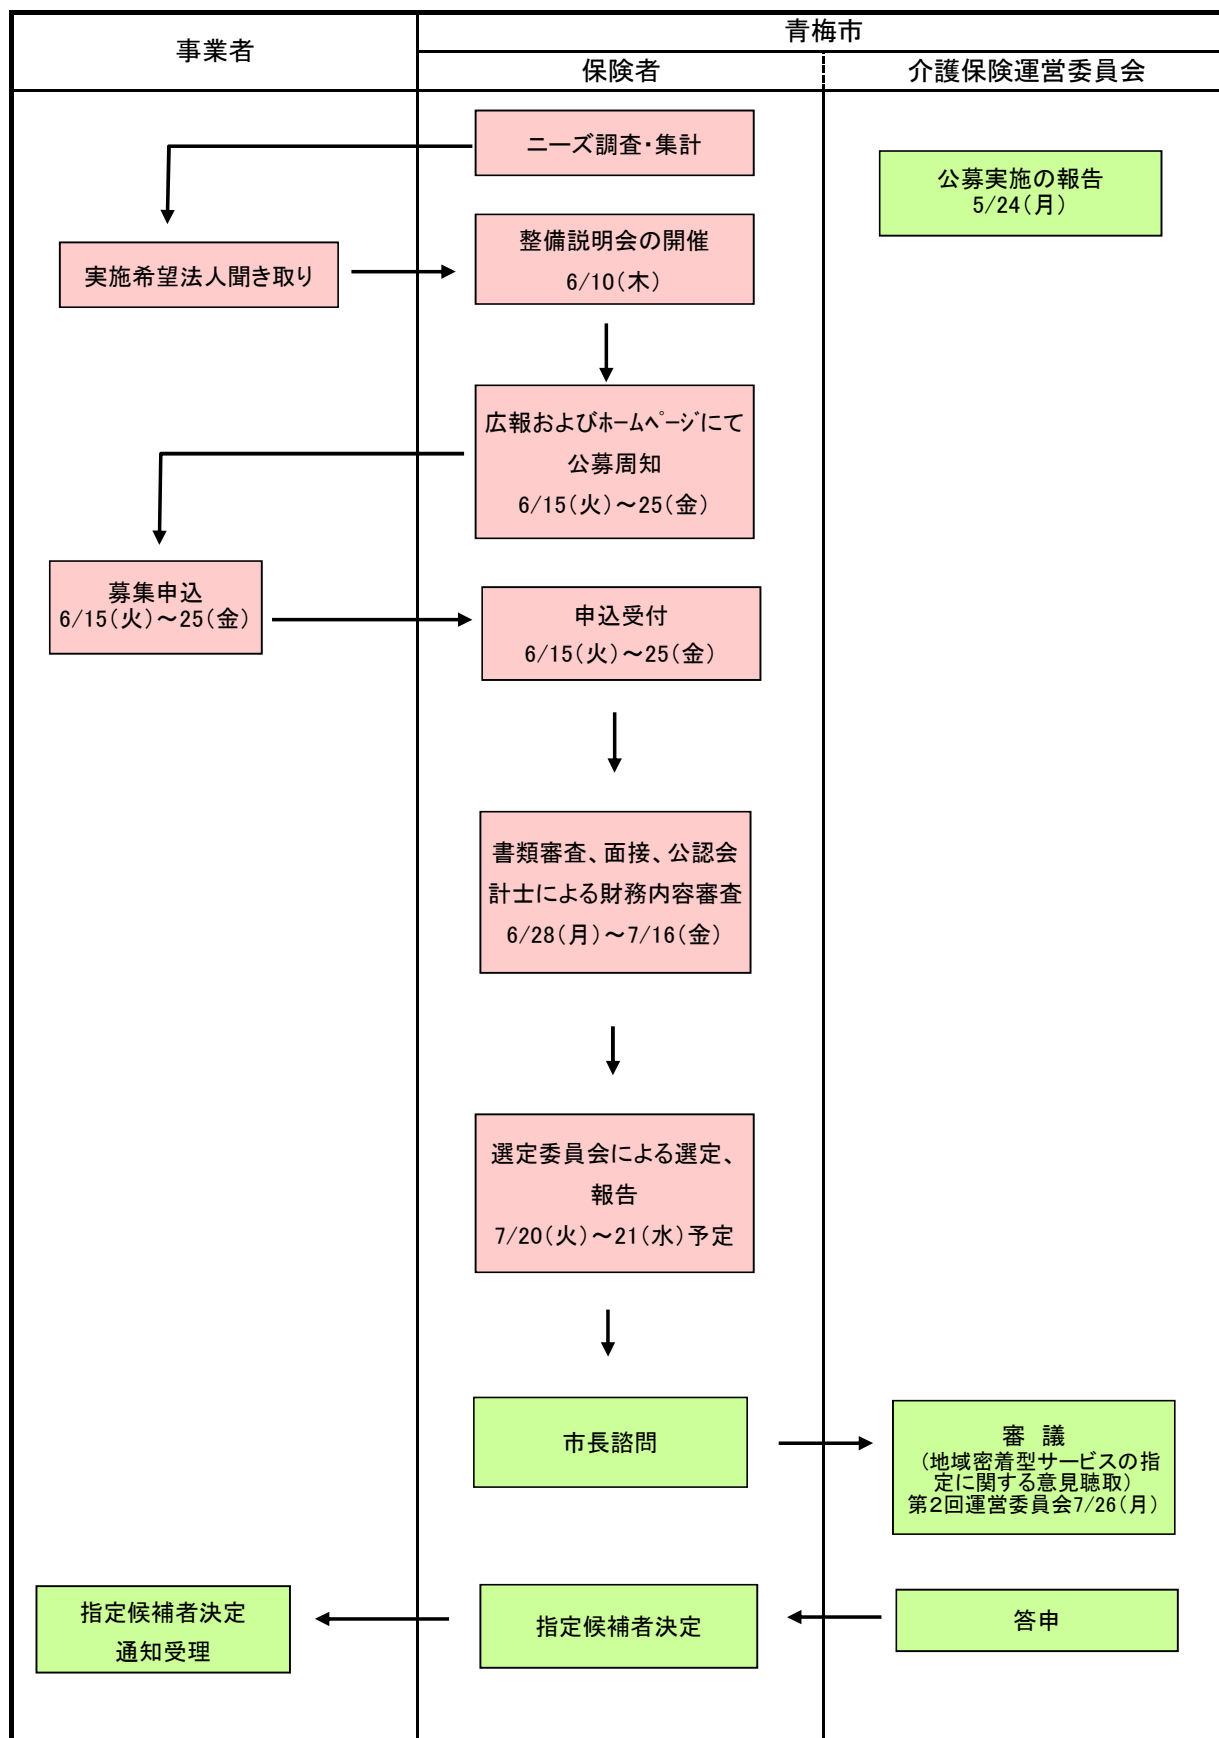 事業者
青梅市
保険者
介護保険運営委員会
ニーズ調査・集計
公募実施の報告
5/24(月)
整備説明会の開催
6/10(木)
実施希望法人聞き取り
広報およびﾎｰﾑﾍﾟｰｼﾞにて
公募周知
6/15(火)～25(金)
募集申込
6/15(火)～25(金)
申込受付
6/15(火)～25(金)
書類審査、面接、公認会
計士による財務内容審査
6/28(月)～7/16(金)
選定委員会による選定、
報告
7/20(火)～21(水)予定
市長諮問
審　議
(地域密着型サービスの指
定に関する意見聴取)
第2回運営委員会7/26(月)
指定候補者決定
通知受理
指定候補者決定
答申